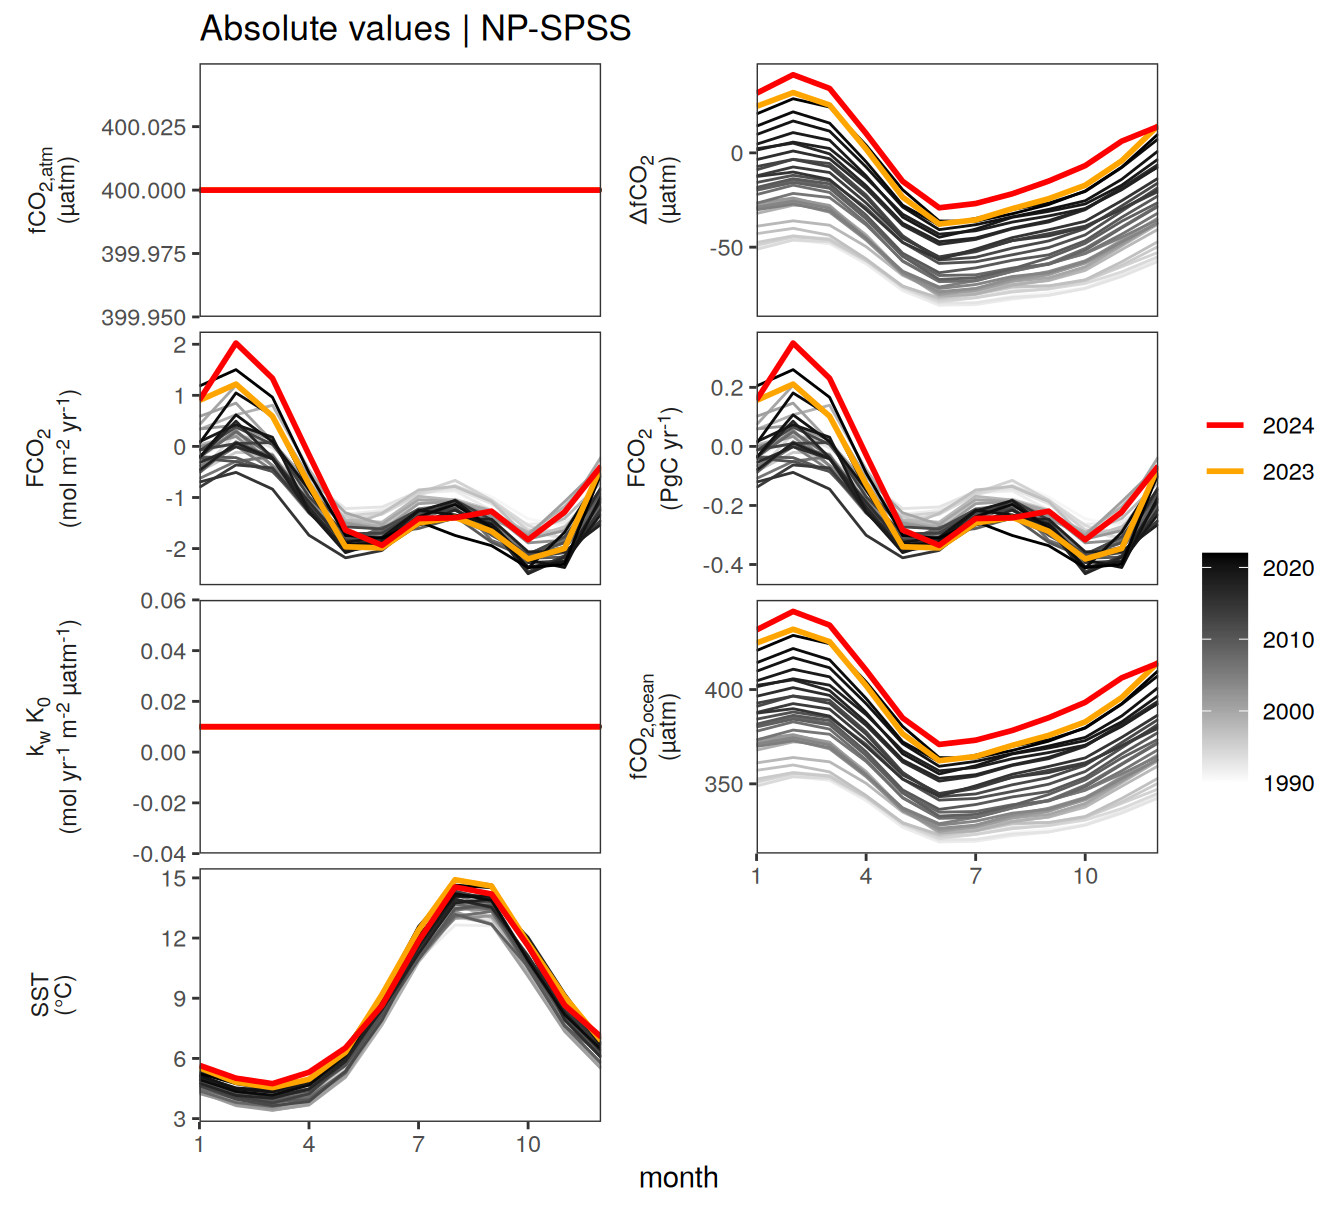 Absolute values | NP-SPSS
fCO2,atm
(µatm)
400.025
400.000
399.975
399.950
ΔfCO2
(µatm)
0
-50
FCO2
(mol m-2 yr-1)
2
1
0
-1
-2
FCO2
(PgC yr-1)
0.2
0.0
-0.2
-0.4
kw K0
(mol yr-1 m-2 µatm-1)
0.06
0.04
0.02
0.00
-0.02
-0.04
fCO2,ocean
(µatm)
400
350
1 4 7 10
SST
(°C)
15
12
9
6
3
1 4 7 10
month
2024
2023
2020
2010
2000
1990